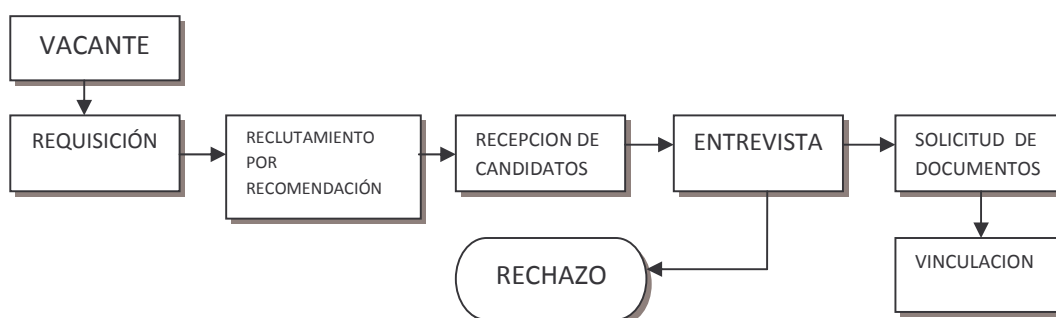 VACANTE
REQUISICIÓN
RECLUTAMIENTO
POR
RECOMENDACIÓN
RECEPCION DE
CANDIDATOS
ENTREVISTA
SOLICITUD DE
DOCUMENTOS
RECHAZO
VINCULACION